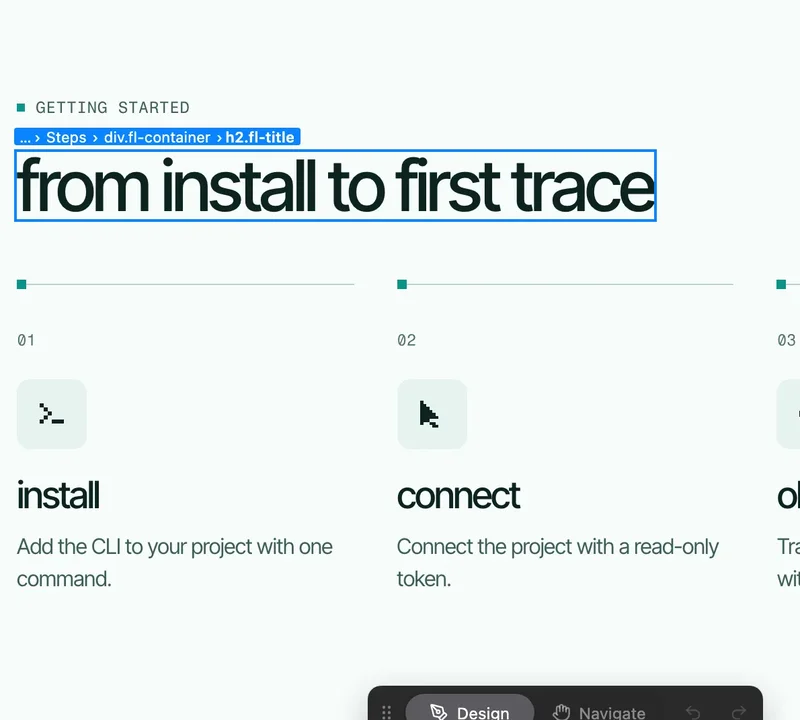 GETTING STARTED
... › Steps › div.fl-container › h2.fl-title
from install to first trace
01
02
03
install
connect
Add the CLI to your project with one
command.
Connect the project with a read-only
token.
Design
Navigate